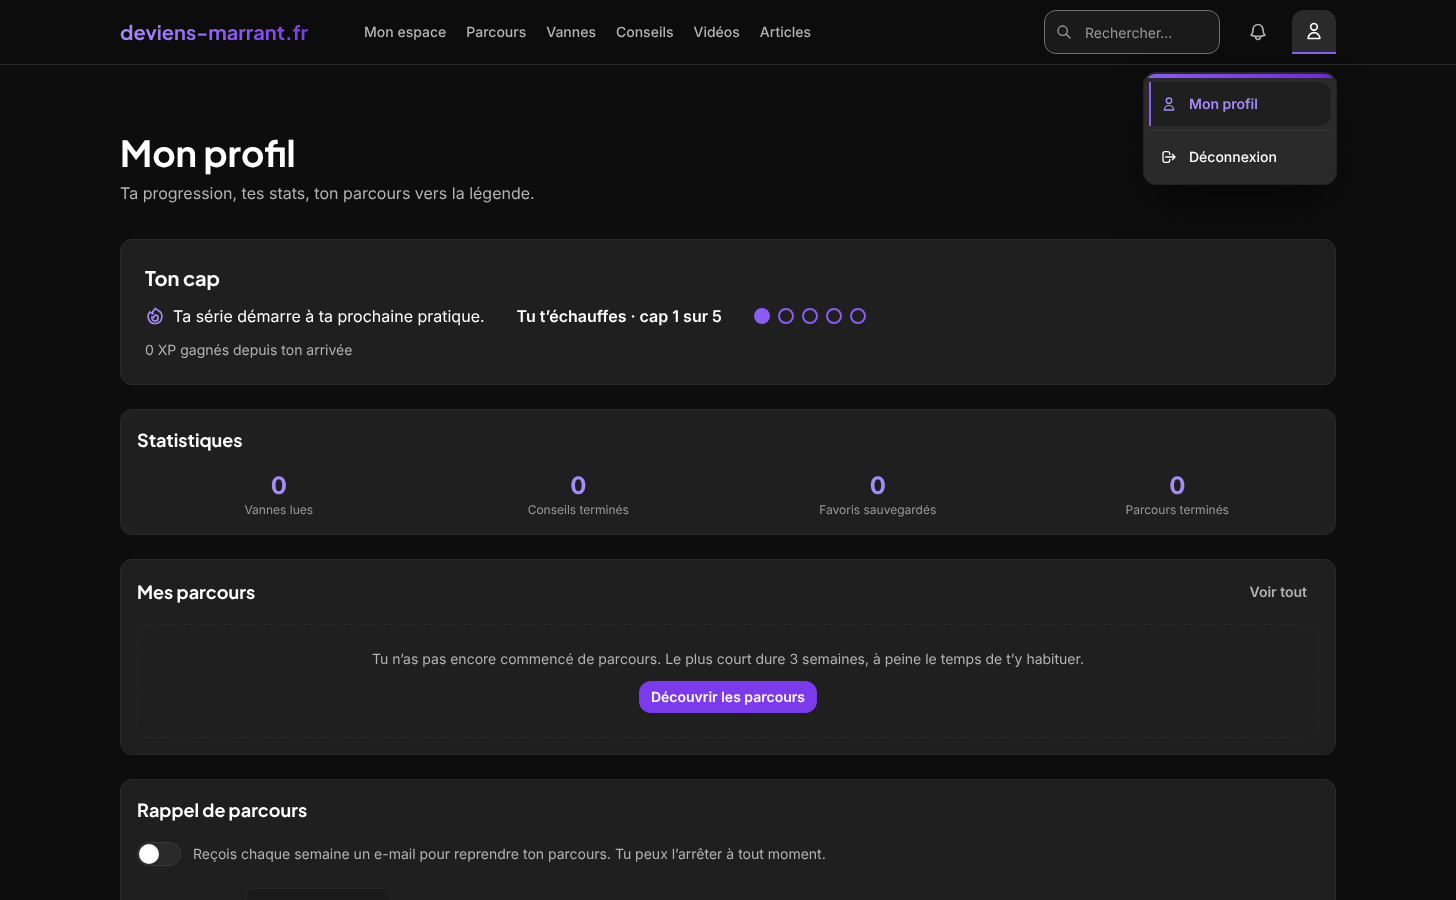 deviens-marrant.fr
Mon espace
Parcours
Vannes
Conseils
Vidéos
Articles
Rechercher...
Mon profil
Déconnexion
Mon profil
Ta progression, tes stats, ton parcours vers la légende.
Ton cap
Ta série démarre à ta prochaine pratique.
Tu t’échauffes · cap 1 sur 5
0 XP gagnés depuis ton arrivée
Statistiques
0
Vannes lues
0
Conseils terminés
0
Favoris sauvegardés
0
Parcours terminés
Mes parcours
Voir tout
Tu n’as pas encore commencé de parcours. Le plus court dure 3 semaines, à peine le temps de t’y habituer.
Découvrir les parcours
Rappel de parcours
Reçois chaque semaine un e-mail pour reprendre ton parcours. Tu peux l’arrêter à tout moment.